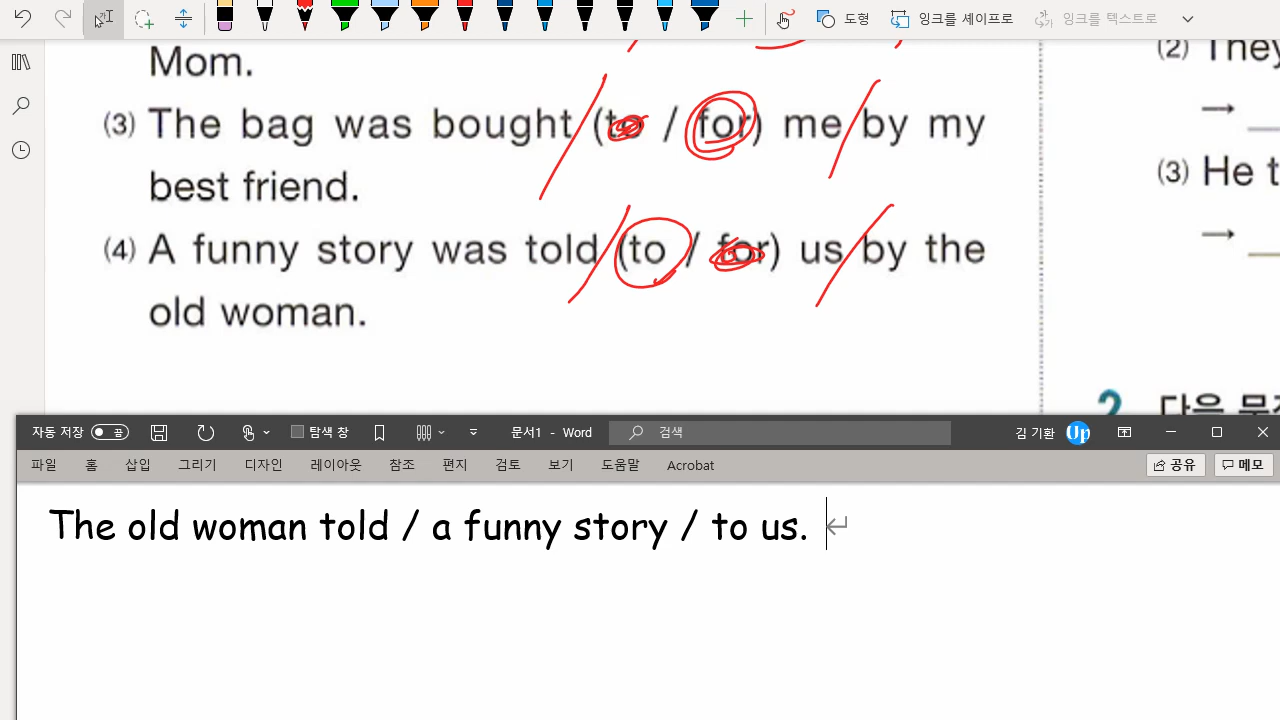 도형
잉크를 셰이프로
잉크를 텍스트로
Mom.
(3) The bag was bought (to / for) me by my
best friend.
(4) A funny story was told (to / for) us by the
old woman.
(2) They
→
(3) He t
→
2
자동 저장 끔
탐색 창
문서1 - Word
검색
김 기환
Up
파일 홈 삽입 그리기 디자인 레이아웃 참조 편지 검토 보기 도움말 Acrobat
공유 메모
The old woman told / a funny story / to us.